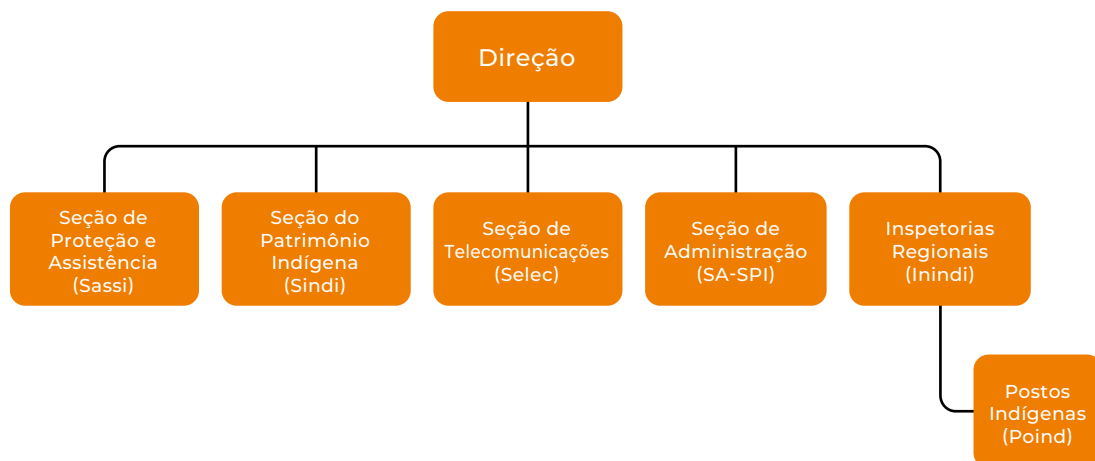 Direção
Seção de
Proteção e
Assistência
(Sassi)
Seção do
Patrimônio
Indígena
(Sindi)
Seção de
Telecomunicações
(Selec)
Seção de
Administração
(SA-SPI)
Inspetorias
Regionais
(Inindi)
Postos
Indígenas
(Poind)